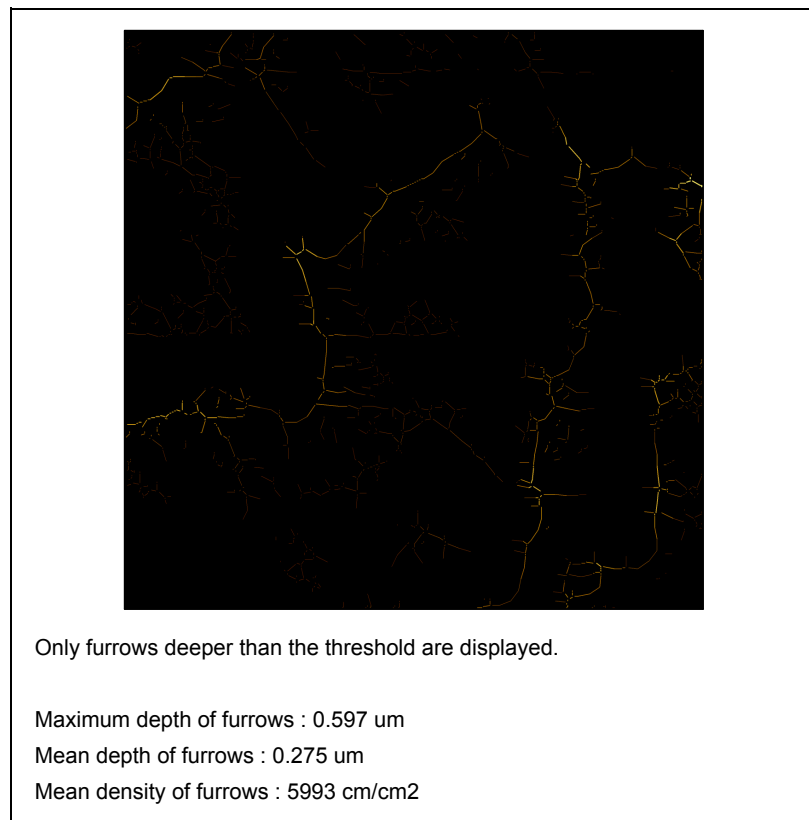 Only furrows deeper than the threshold are displayed.
Maximum depth of furrows : 0.597 um
Mean depth of furrows : 0.275 um
Mean density of furrows : 5993 cm/cm2